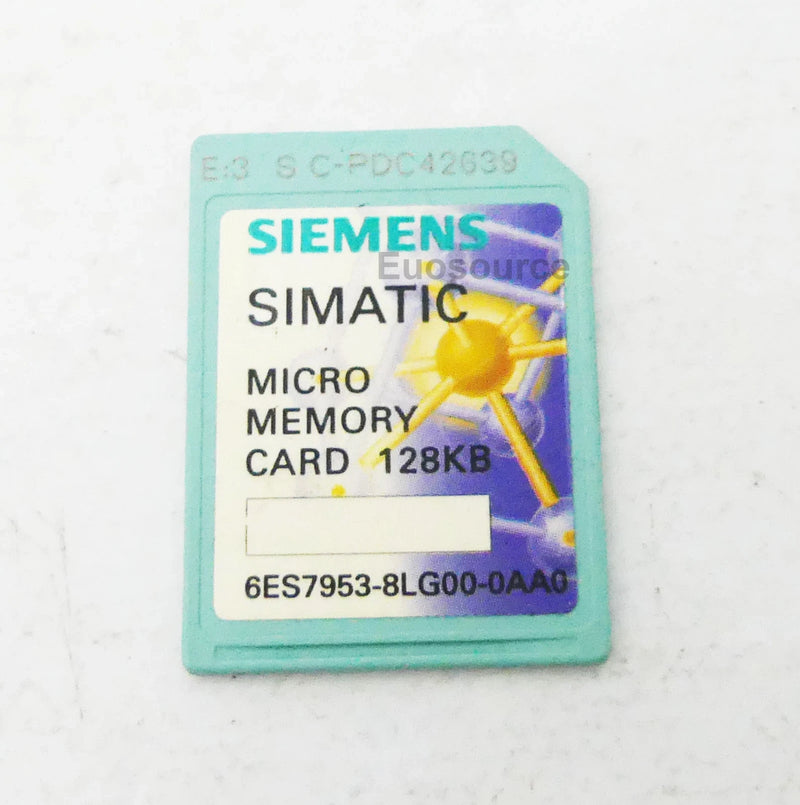 E:3 S C-PDC42639
SIEMENS
Euosource
SIMATIC
MICRO
MEMORY
CARD 128KB
6ES7953-8LG00-0AA0